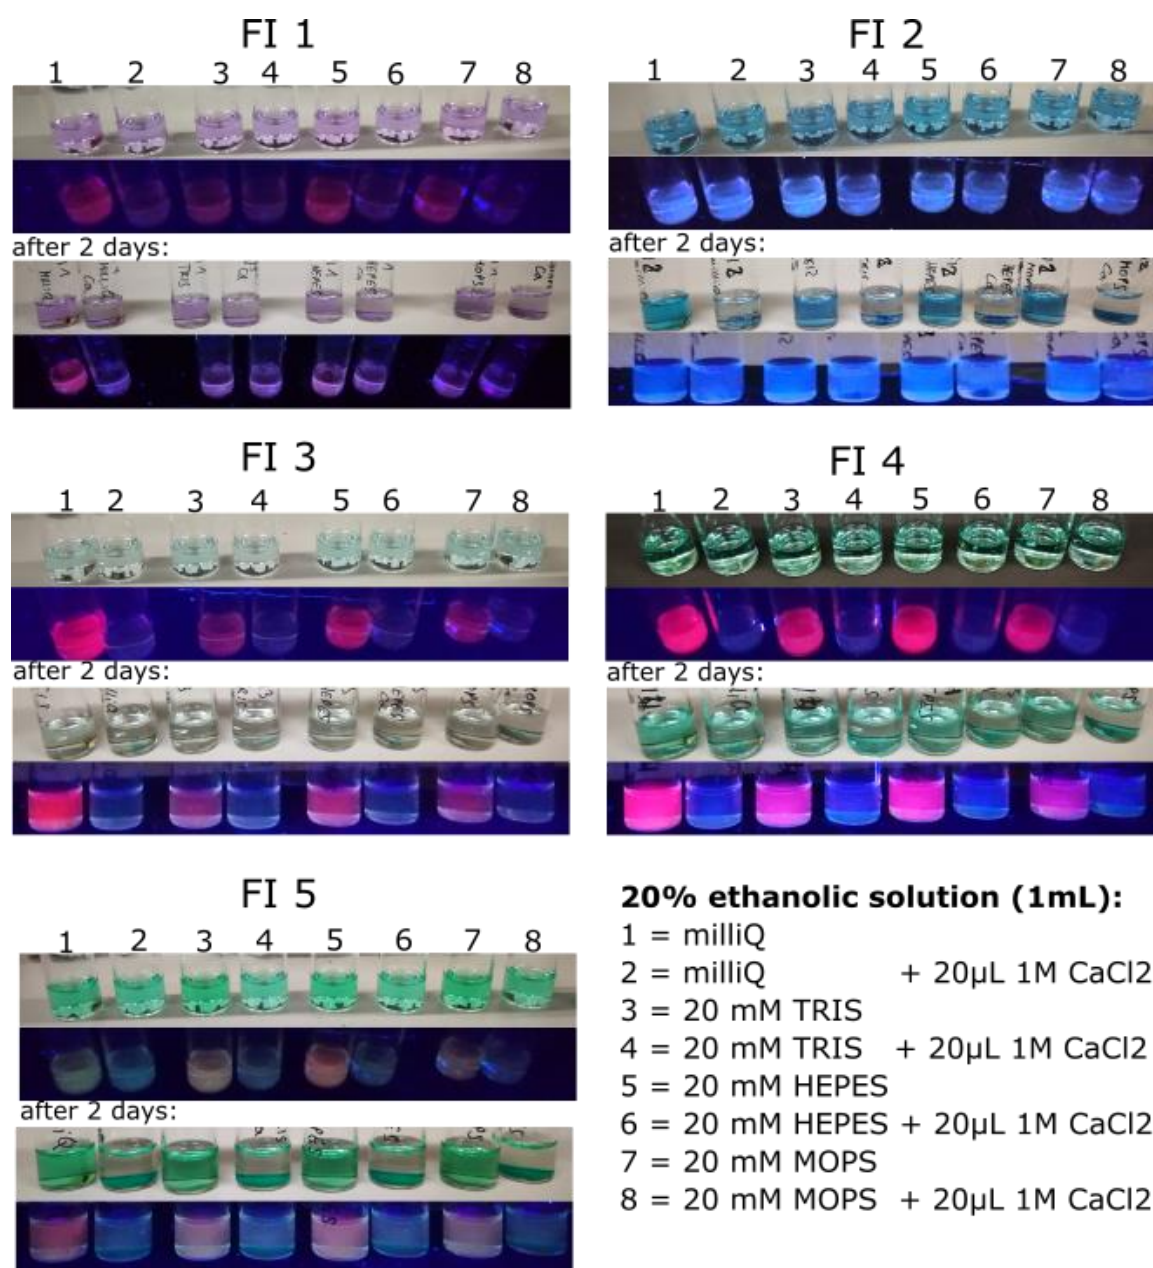 FI 1
1 2 3 4 5 6 7 8
after 2 days:
FI 2
1 2 3 4 5 6 7 8
after 2 days:
FI 3
1 2 3 4 5 6 7 8
after 2 days:
FI 4
1 2 3 4 5 6 7 8
after 2 days:
FI 5
1 2 3 4 5 6 7 8
after 2 days:
20% ethanolic solution (1mL):
1 = milliQ
2 = milliQ + 20µL 1M CaCl2
3 = 20 mM TRIS
4 = 20 mM TRIS + 20µL 1M CaCl2
5 = 20 mM HEPES
6 = 20 mM HEPES + 20µL 1M CaCl2
7 = 20 mM MOPS
8 = 20 mM MOPS + 20µL 1M CaCl2